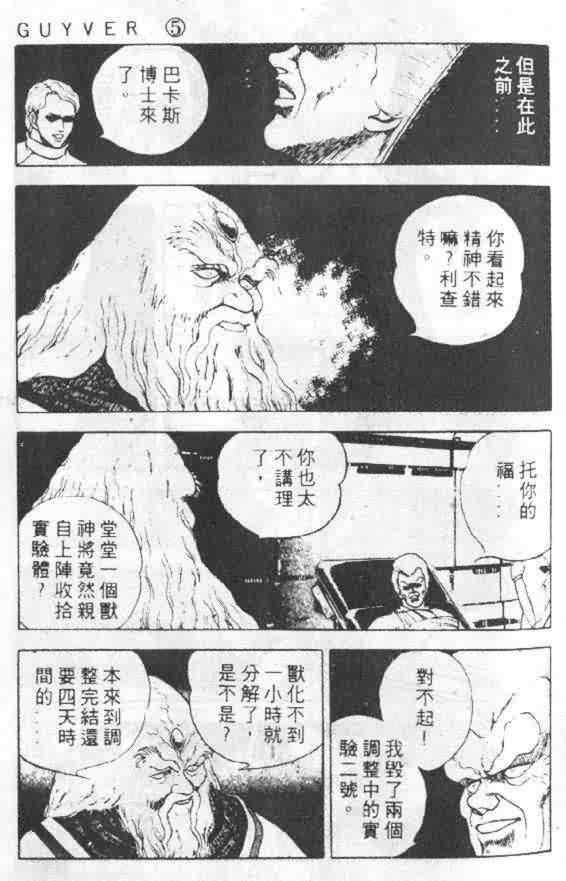 GUYVER ⑤
但是在此
之前……
巴卡斯
博士來
了。
你看起來
精神不錯
嘛?利查
特。
托你的
福……
你也太
不講理
了，
堂堂一個獸
神將竟然親
自上陣收拾
實驗體?
對不起!
我毀了兩個
調整中的實
驗二號。
獸化不到
一小時就
分解了，
是不是?
本來到調
整完結還
要四天時
間的……